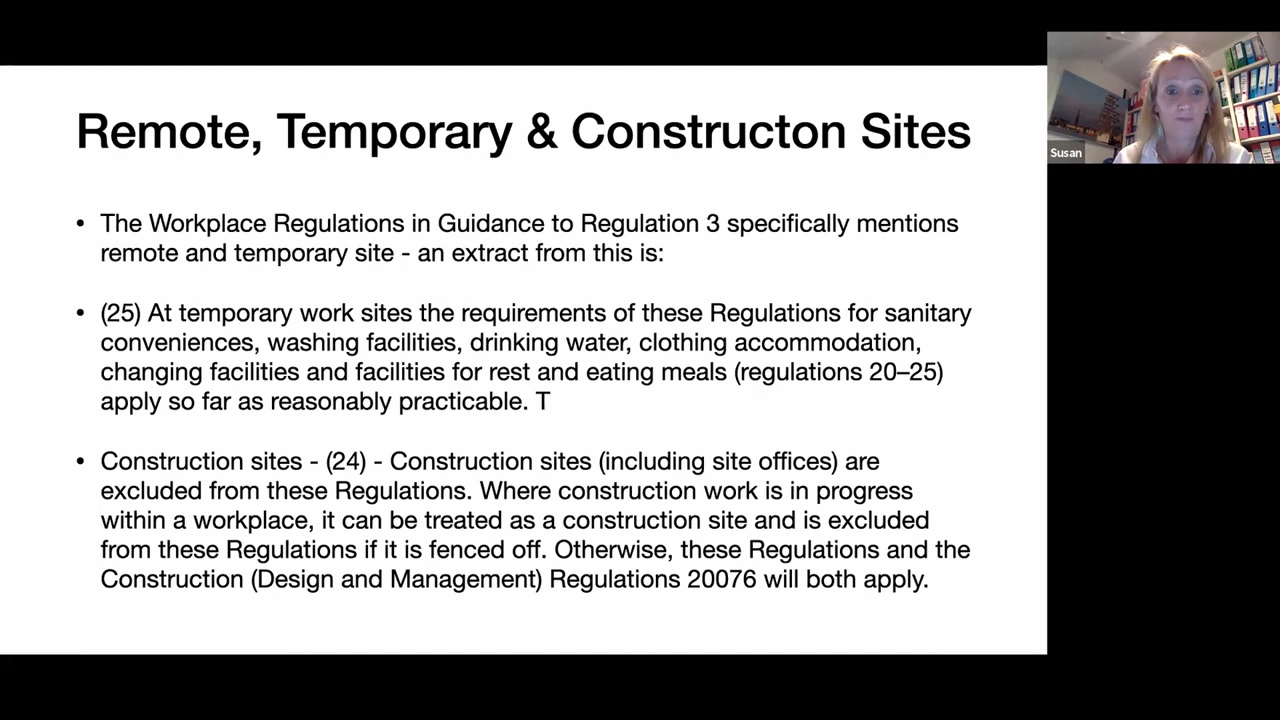 Remote, Temporary & Constructon Sites
• The Workplace Regulations in Guidance to Regulation 3 specifically mentions
remote and temporary site - an extract from this is:
• (25) At temporary work sites the requirements of these Regulations for sanitary
conveniences, washing facilities, drinking water, clothing accommodation,
changing facilities and facilities for rest and eating meals (regulations 20–25)
apply so far as reasonably practicable. T
• Construction sites - (24) - Construction sites (including site offices) are
excluded from these Regulations. Where construction work is in progress
within a workplace, it can be treated as a construction site and is excluded
from these Regulations if it is fenced off. Otherwise, these Regulations and the
Construction (Design and Management) Regulations 20076 will both apply.
Susan